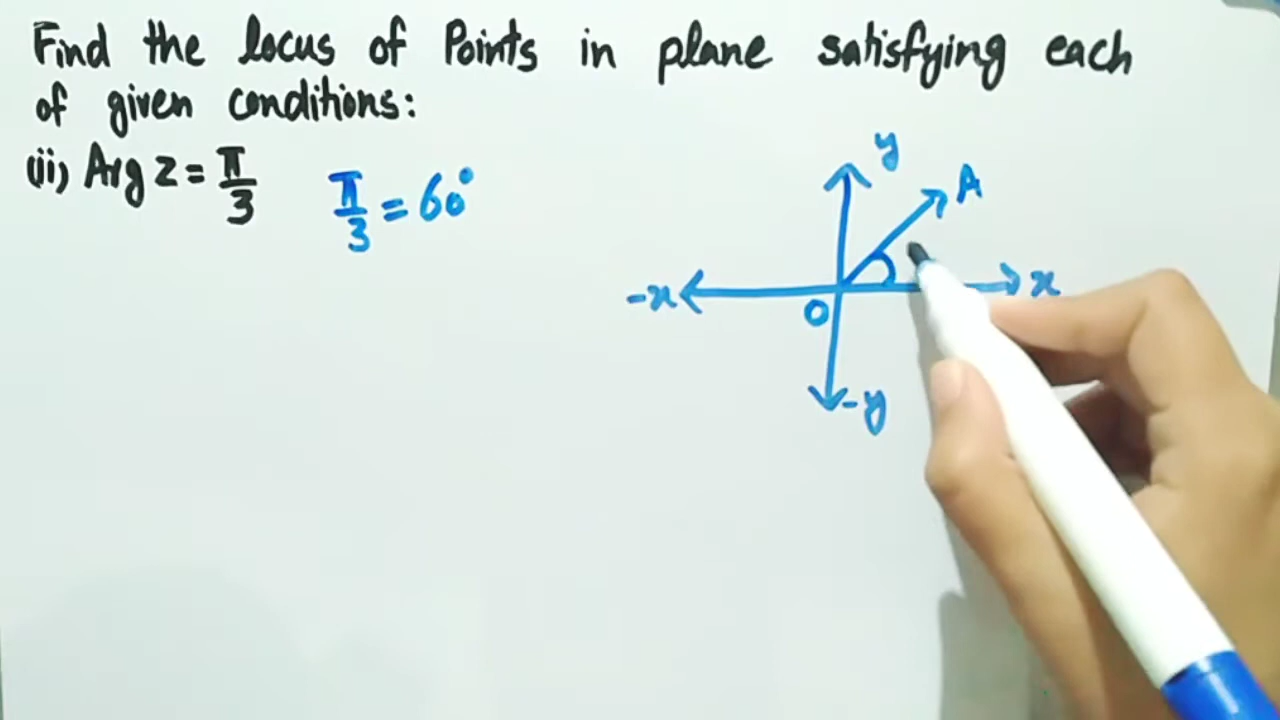 Find the locus of Points in plane satisfying each
of given conditions:
(ii) Arg z = π/3 π/3 = 60°
y
A
-x x
O
-y